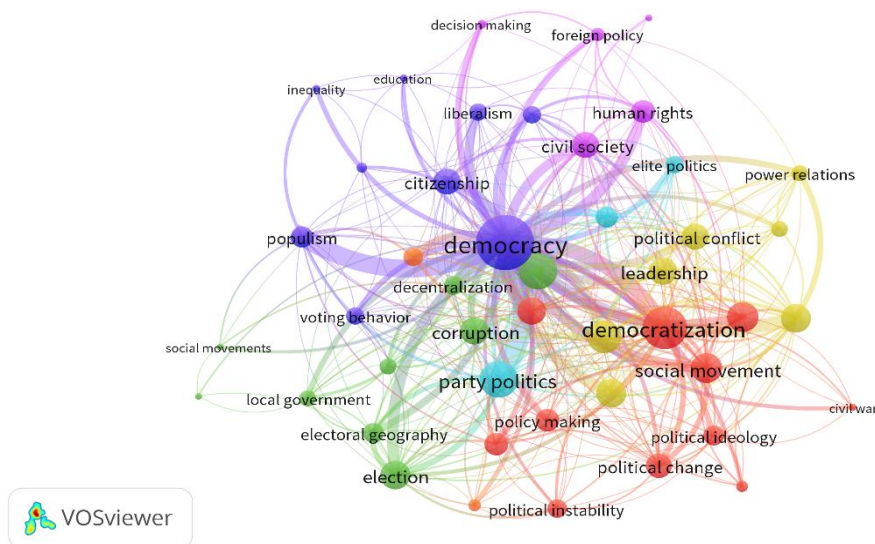 decision making
foreign policy
education
inequality
liberalism
human rights
civil society
elite politics
power relations
citizenship
populism
democracy
political conflict
leadership
decentralization
voting behavior
corruption
democratization
social movements
party politics
social movement
local government
civil war
policy making
electoral geography
political ideology
election
political change
political instability
VOSviewer